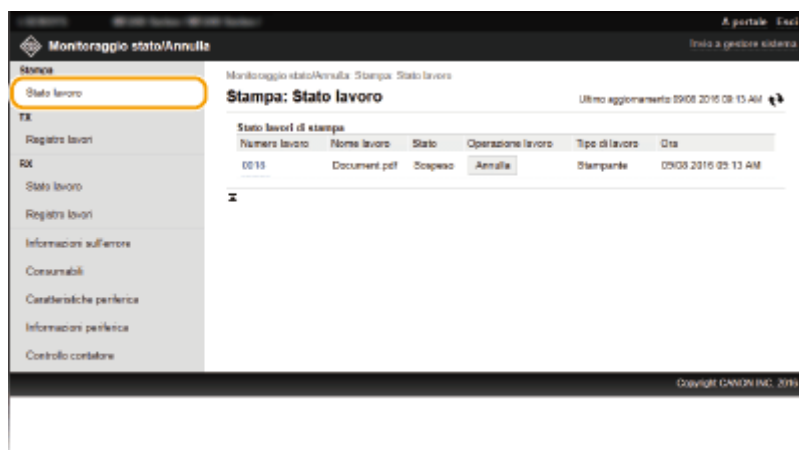 A portale Esci
Monitoraggio stato/Annulla
Invio a gestore sistema
Stampa
Stato lavoro
TX
Registro lavori
RX
Stato lavoro
Registro lavori
Informazioni sull'errore
Consumabili
Caratteristiche periferica
Informazioni periferica
Controllo contatore
Monitoraggio stato/Annulla: Stampa: Stato lavoro
Stampa: Stato lavoro
Ultimo aggiornamento 09/08 2016 09:13 AM
Stato lavori di stampa
Numero lavoro Nome lavoro Stato Operazione lavoro Tipo di lavoro Ora
0016 Document.pdf Sospeso Annulla Stampante 09/08 2016 09:13 AM
Copyright CANON INC. 2016